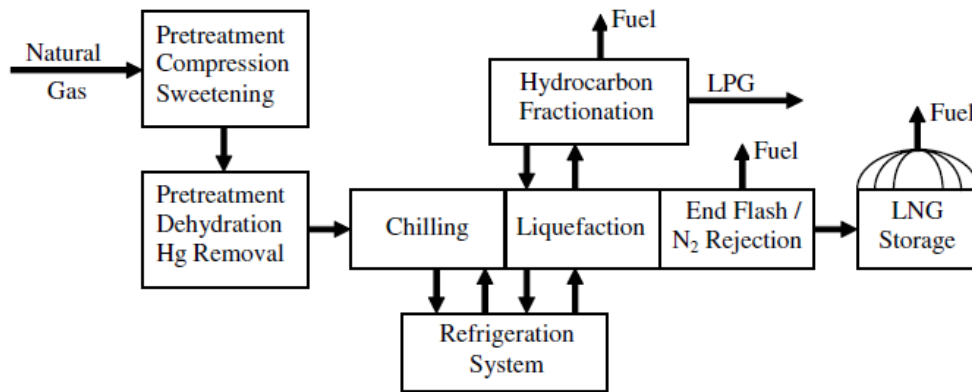 Natural
Gas
Pretreatment
Compression
Sweetening
Pretreatment
Dehydration
Hg Removal
Fuel
Hydrocarbon
Fractionation
LPG
Chilling
Liquefaction
Fuel
End Flash /
N₂ Rejection
Fuel
LNG
Storage
Refrigeration
System